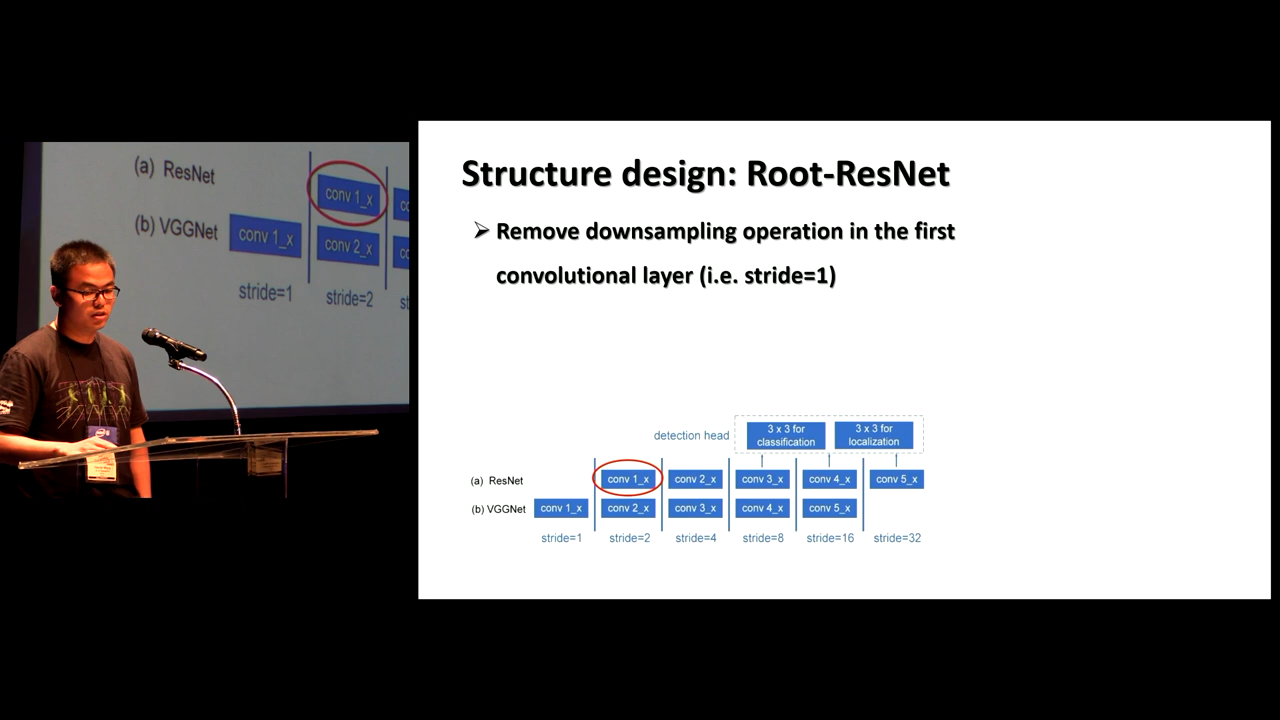 (a) ResNet
conv 1_x
(b) VGGNet
conv 1_x
conv 2_x
stride=1
stride=2
Structure design: Root-ResNet
➢ Remove downsampling operation in the first
convolutional layer (i.e. stride=1)
detection head
3 x 3 for
classification
3 x 3 for
localization
(a) ResNet
conv 1_x
conv 2_x
conv 3_x
conv 4_x
conv 5_x
(b) VGGNet
conv 1_x
conv 2_x
conv 3_x
conv 4_x
conv 5_x
stride=1
stride=2
stride=4
stride=8
stride=16
stride=32